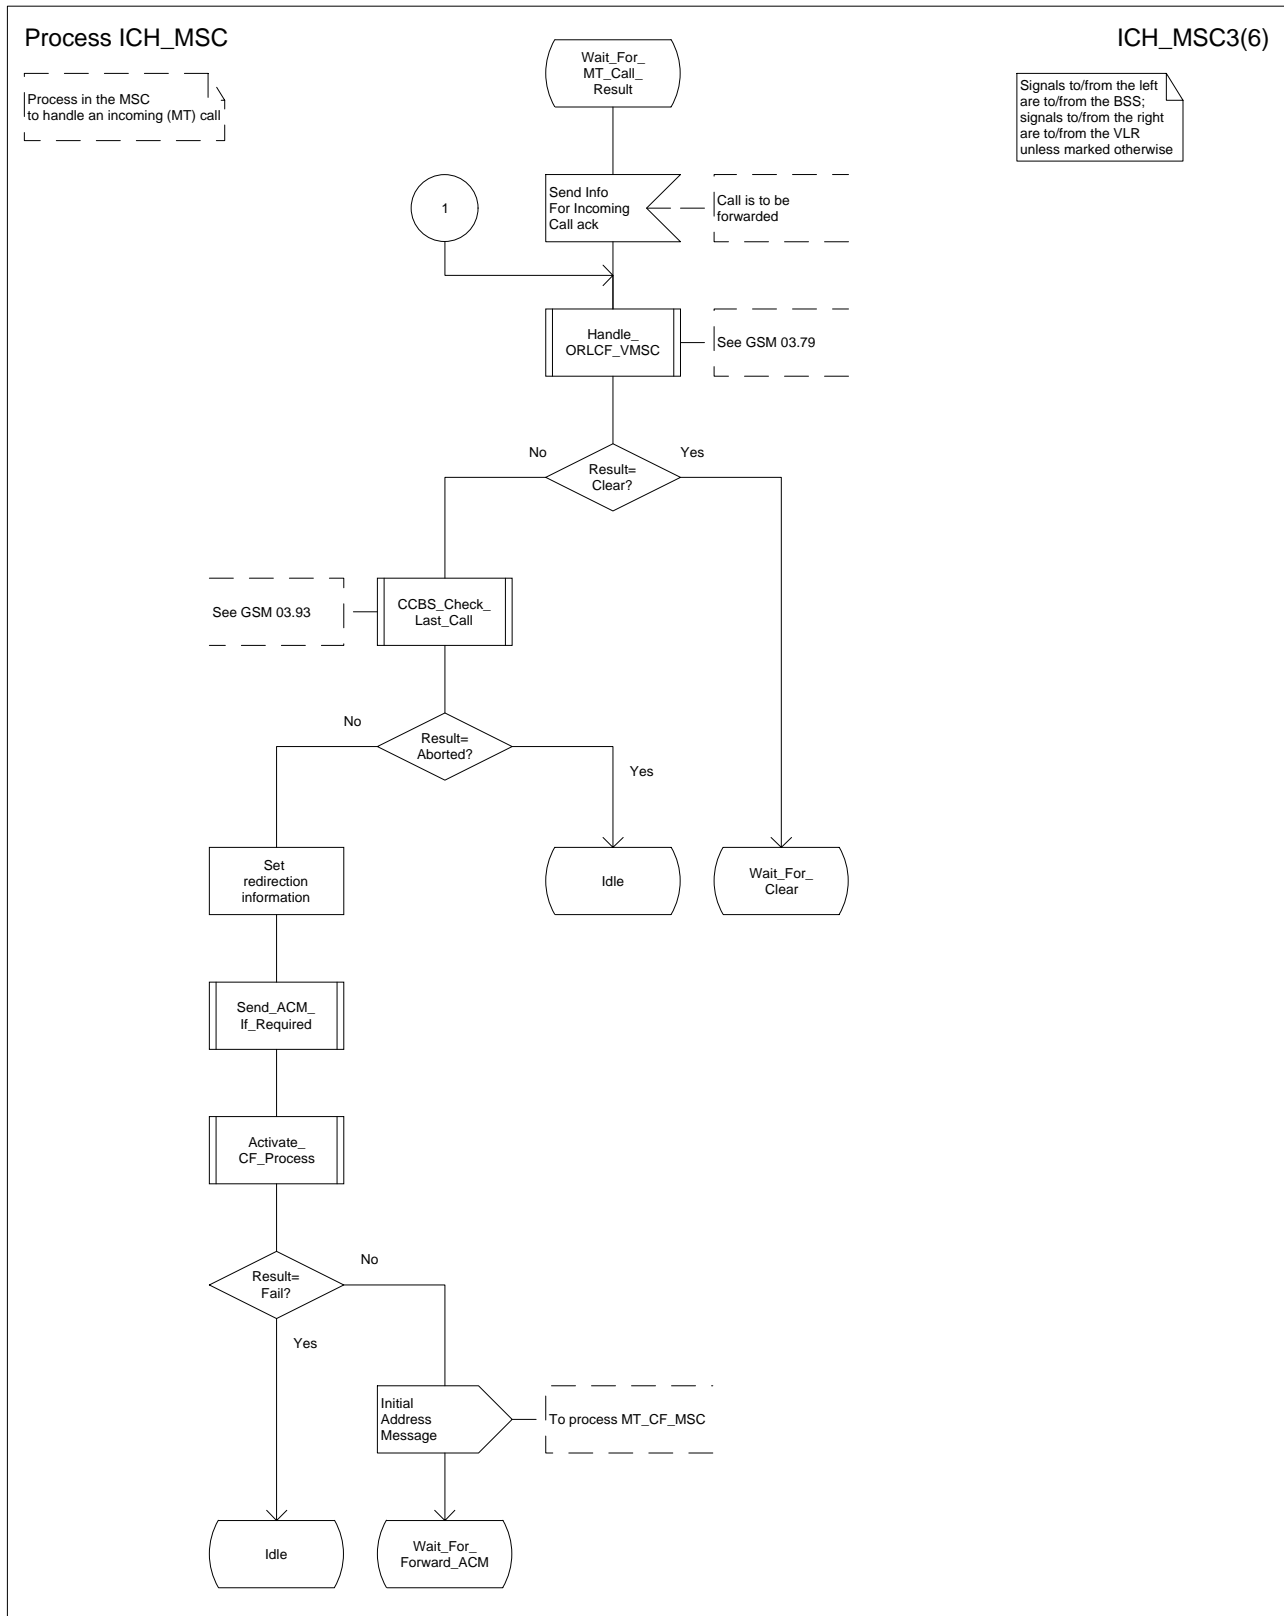 Process ICH_MSC
ICH_MSC3(6)
Process in the MSC
to handle an incoming (MT) call
Wait_For_
MT_Call_
Result
Signals to/from the left
are to/from the BSS;
signals to/from the right
are to/from the VLR
unless marked otherwise
1
Send Info
For Incoming
Call ack
Call is to be
forwarded
Handle_
ORLCF_VMSC
See GSM 03.79
No
Yes
Result=
Clear?
See GSM 03.93
CCBS_Check_
Last_Call
No
Result=
Aborted?
Yes
Set
redirection
information
Idle
Wait_For_
Clear
Send_ACM_
If_Required
Activate_
CF_Process
No
Result=
Fail?
Yes
Initial
Address
Message
To process MT_CF_MSC
Idle
Wait_For_
Forward_ACM